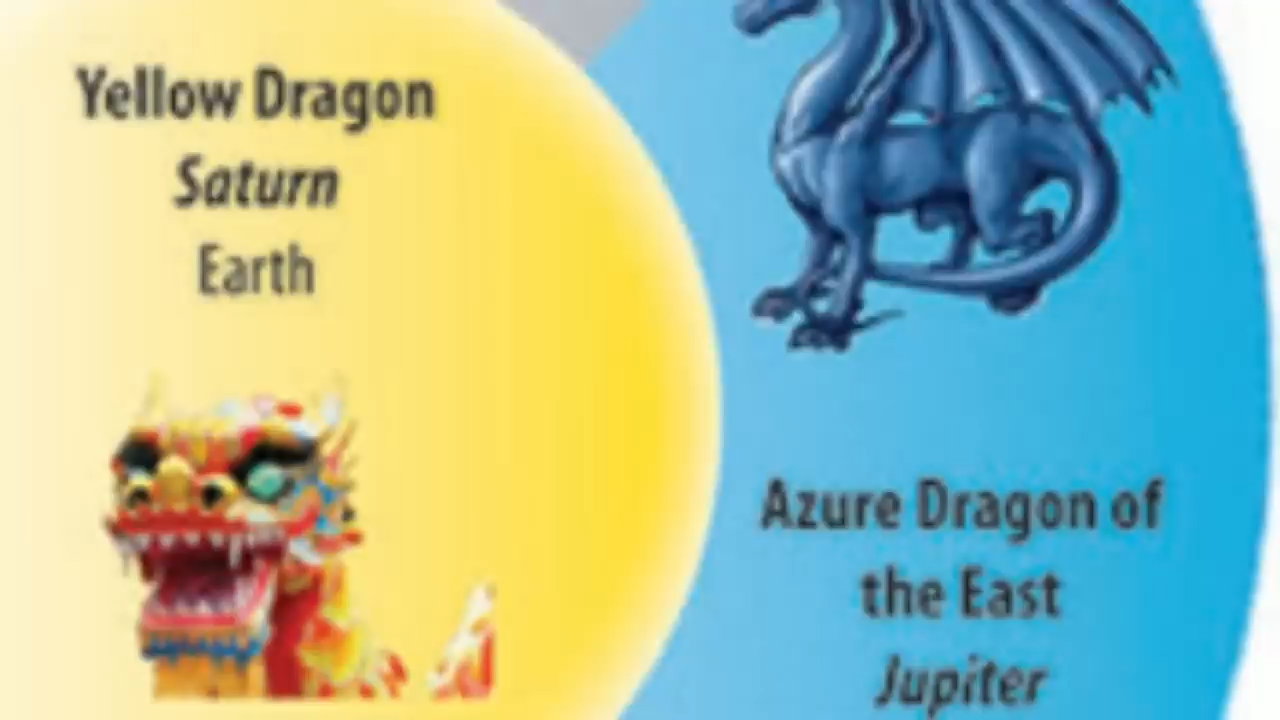 Yellow Dragon
Saturn
Earth
Azure Dragon of
the East
Jupiter